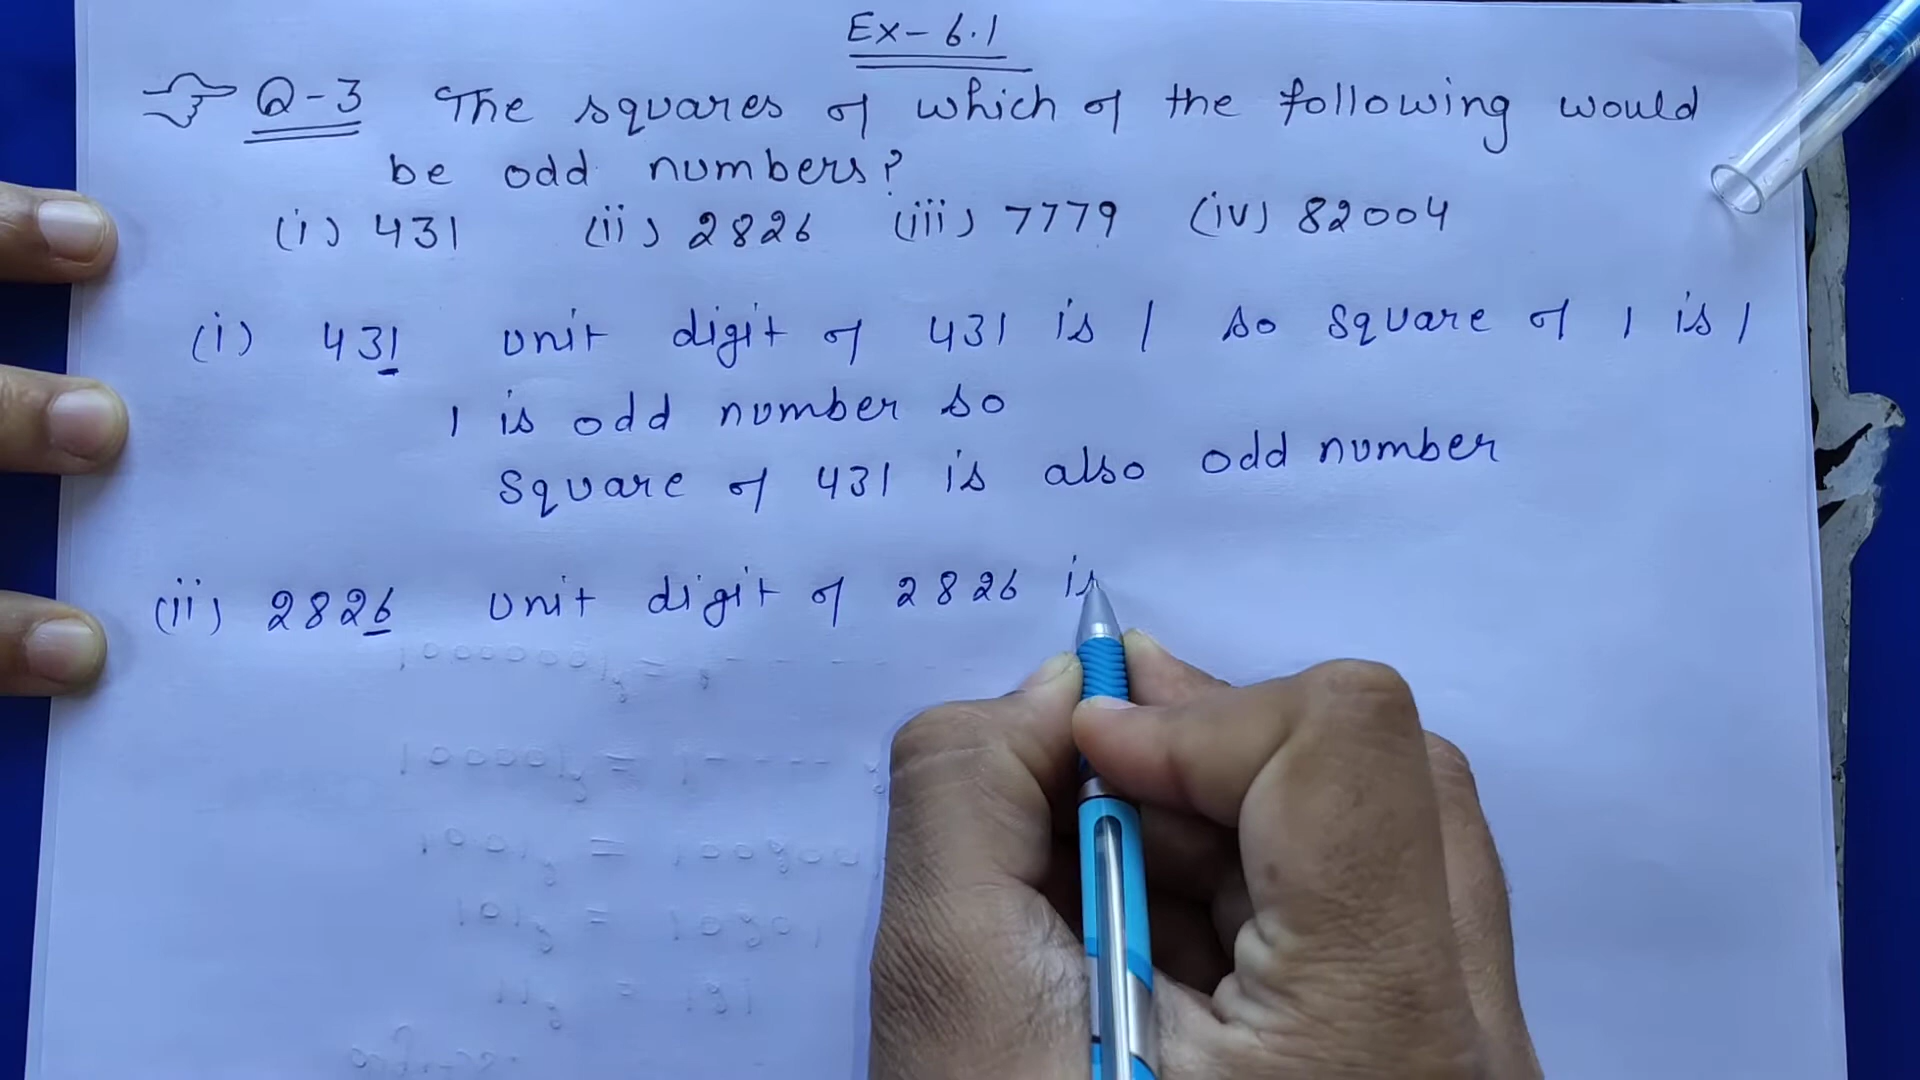 Ex-6.1
Q-3 The squares of which of the following would
be odd numbers?
(i) 431 (ii) 2826 (iii) 7779 (iv) 82004
(i) 431 unit digit of 431 is 1 so square of 1 is 1
1 is odd number so
square of 431 is also odd number
(ii) 2826 unit digit of 2826 is